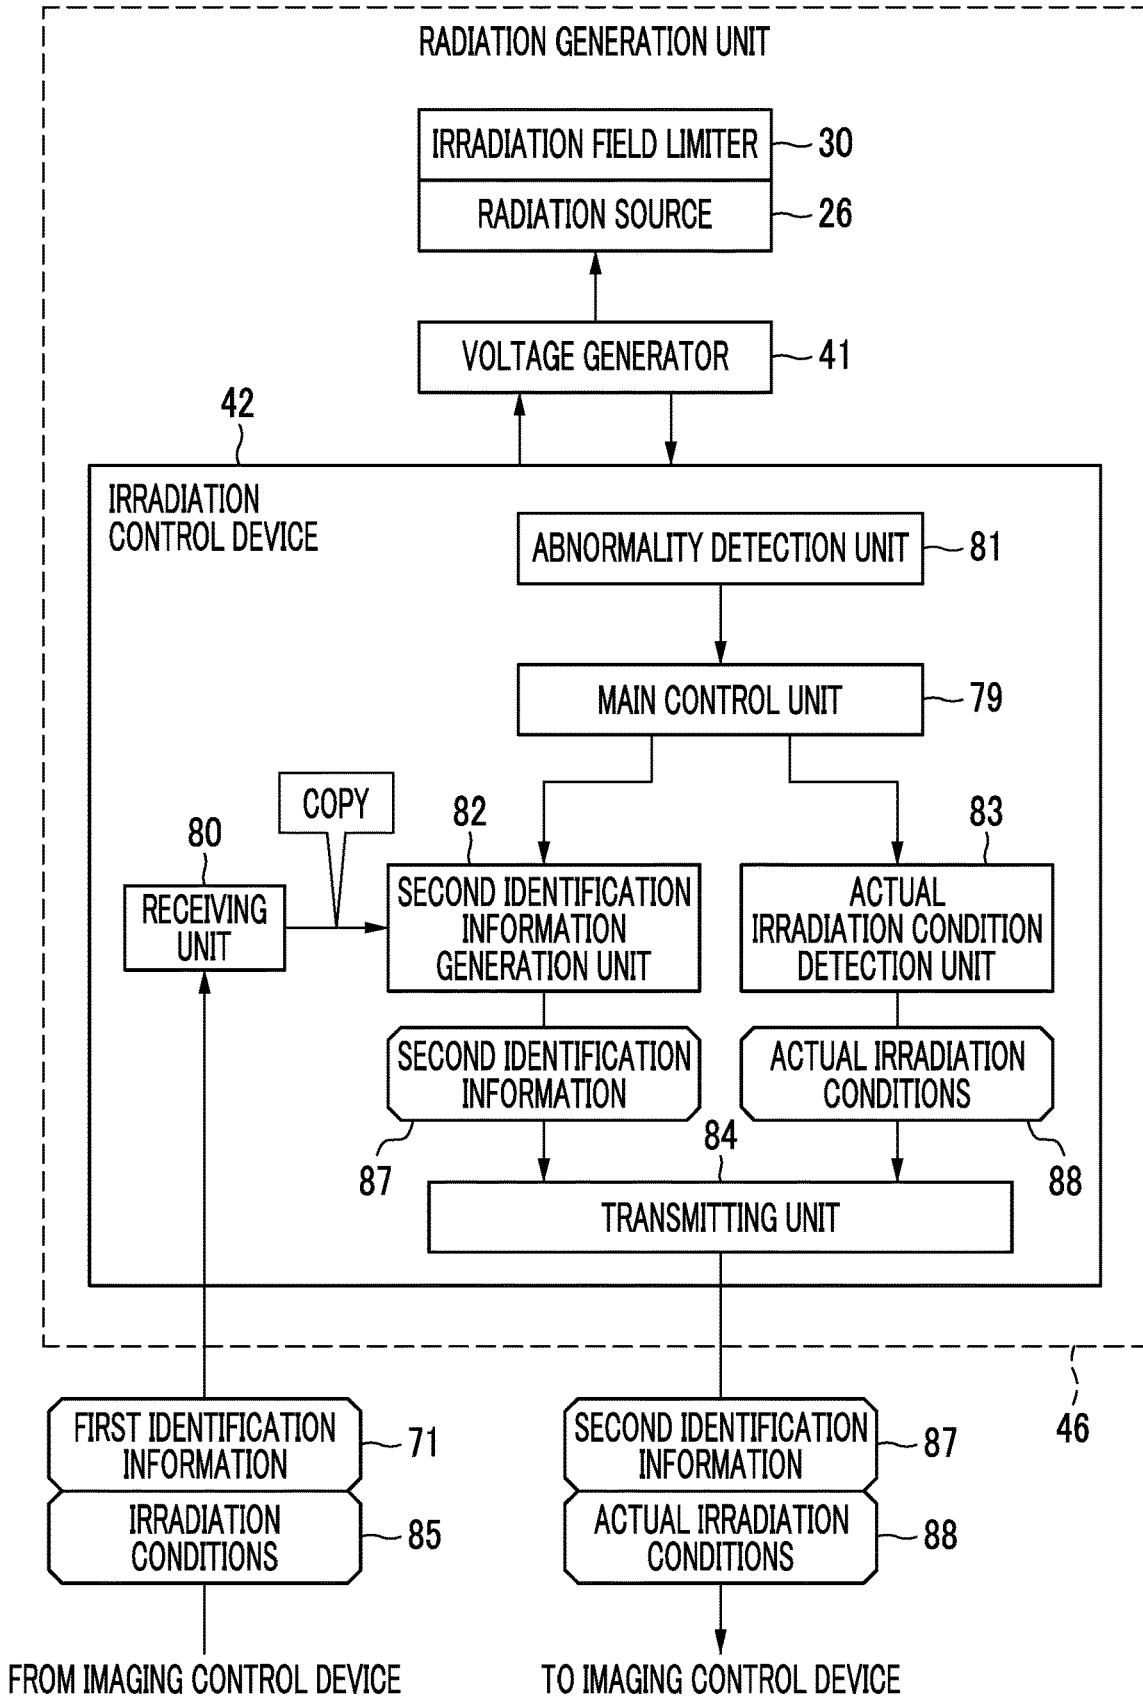 RADIATION GENERATION UNIT
IRRADIATION FIELD LIMITER
30
RADIATION SOURCE
26
VOLTAGE GENERATOR
41
42
IRRADIATION
CONTROL DEVICE
ABNORMALITY DETECTION UNIT
81
MAIN CONTROL UNIT
79
COPY
80
82
83
RECEIVING
UNIT
SECOND IDENTIFICATION
INFORMATION
GENERATION UNIT
ACTUAL
IRRADIATION CONDITION
DETECTION UNIT
SECOND IDENTIFICATION
INFORMATION
ACTUAL IRRADIATION
CONDITIONS
87
84
88
TRANSMITTING UNIT
46
FIRST IDENTIFICATION
INFORMATION
71
IRRADIATION
CONDITIONS
85
SECOND IDENTIFICATION
INFORMATION
87
ACTUAL IRRADIATION
CONDITIONS
88
FROM IMAGING CONTROL DEVICE
TO IMAGING CONTROL DEVICE